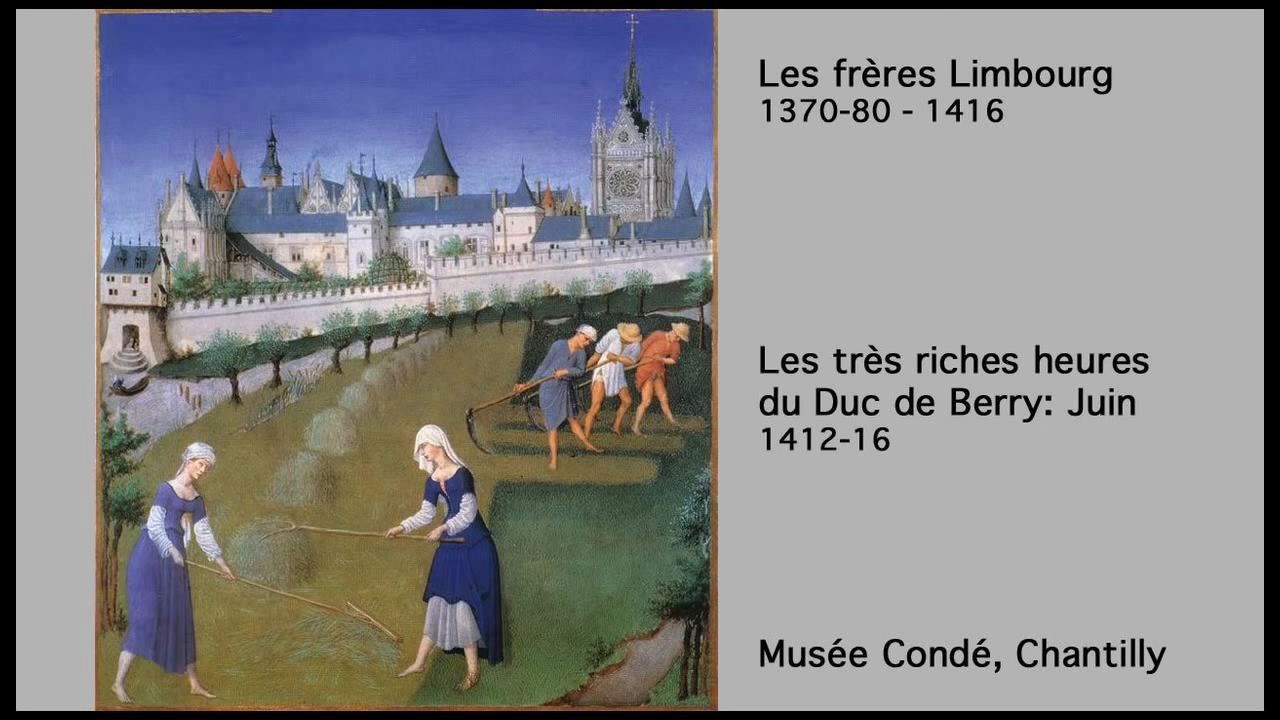 Les frères Limbourg
1370-80 - 1416
Les très riches heures
du Duc de Berry: Juin
1412-16
Musée Condé, Chantilly